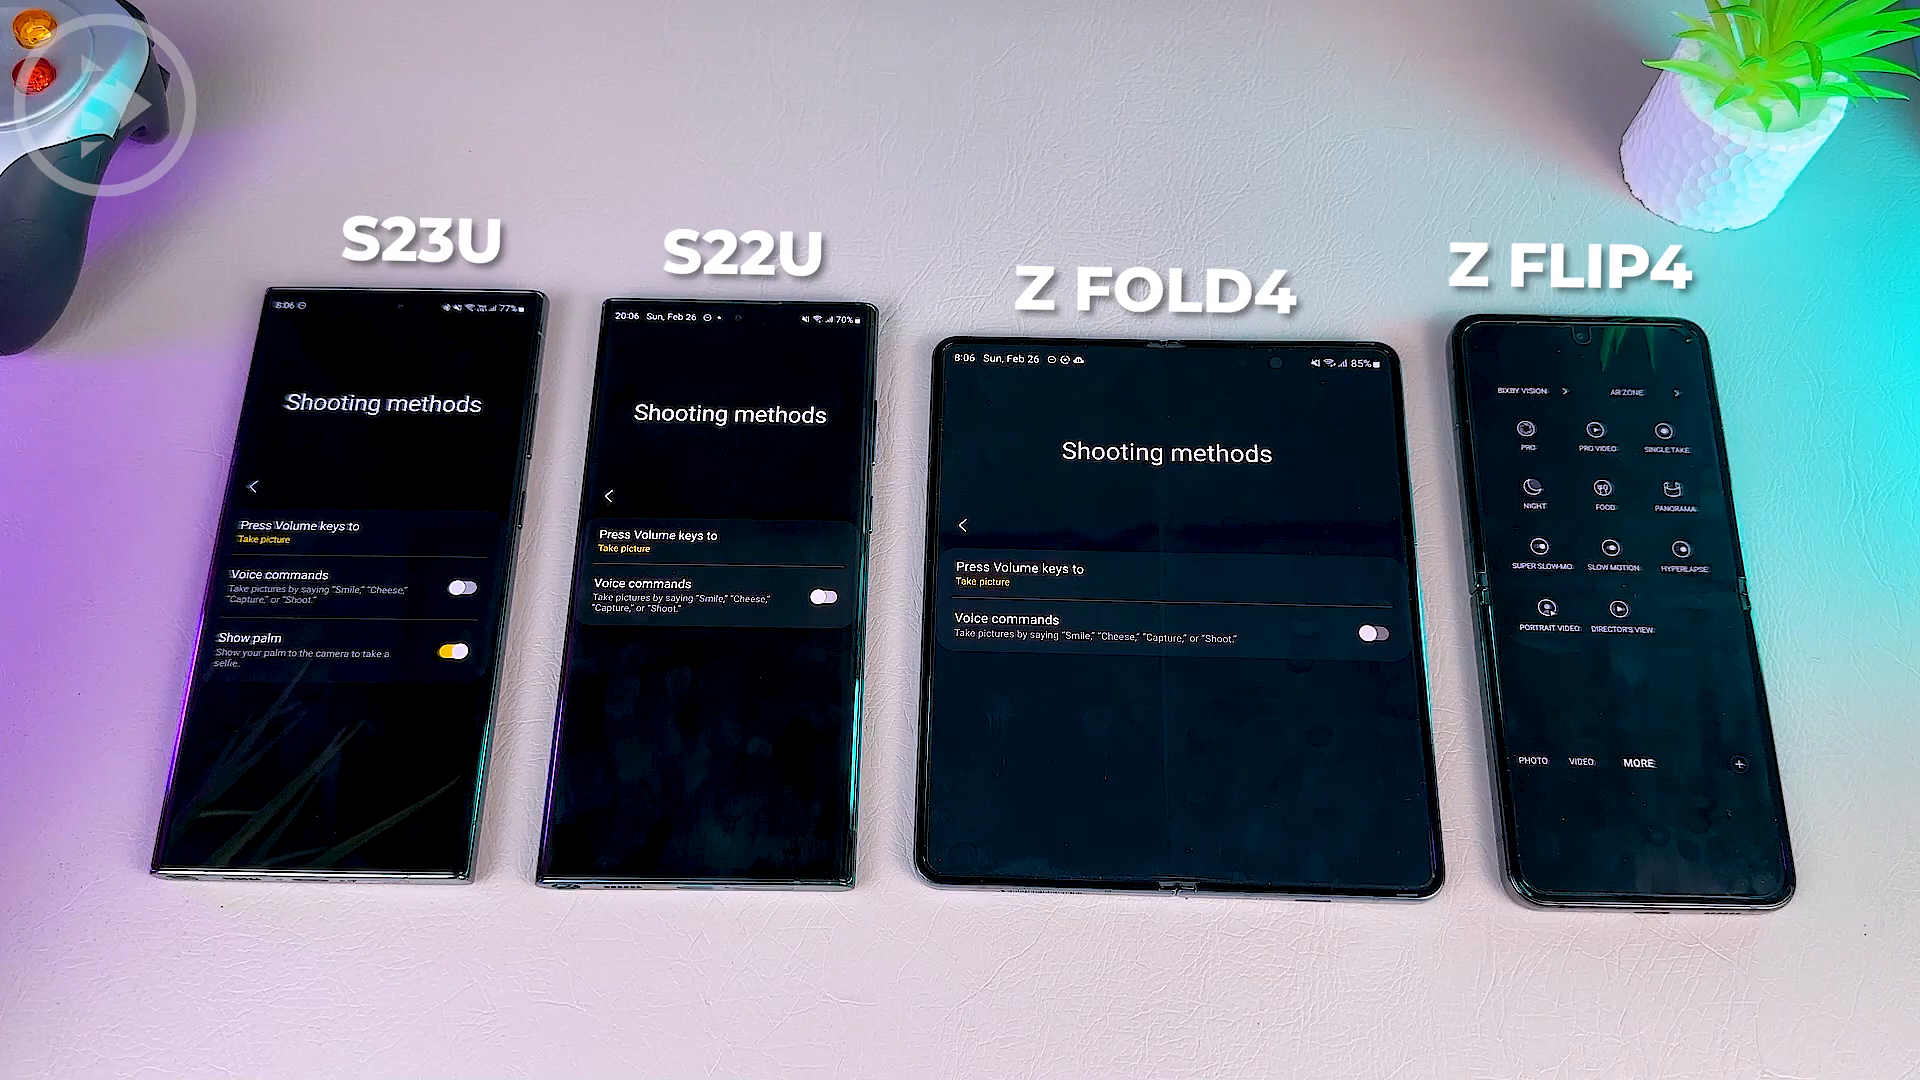 S23U
8:06
77%
Shooting methods
Press Volume keys to
Take picture
Voice commands
Take pictures by saying "Smile," "Cheese,"
"Capture," or "Shoot."
Show palm
Show your palm to the camera to take a
selfie.
S22U
20:06 Sun, Feb 26
70%
Shooting methods
Press Volume keys to
Take picture
Voice commands
Take pictures by saying "Smile," "Cheese,"
"Capture," or "Shoot."
Z FOLD4
8:06 Sun, Feb 26
85%
Shooting methods
Press Volume keys to
Take picture
Voice commands
Take pictures by saying "Smile," "Cheese," "Capture," or "Shoot."
Z FLIP4
BIXBY VISION AR ZONE
PRO PRO VIDEO SINGLE TAKE
NIGHT FOOD PANORAMA
SUPER SLOW-MO SLOW MOTION HYPERLAPSE
PORTRAIT VIDEO DIRECTOR'S VIEW
PHOTO VIDEO MORE